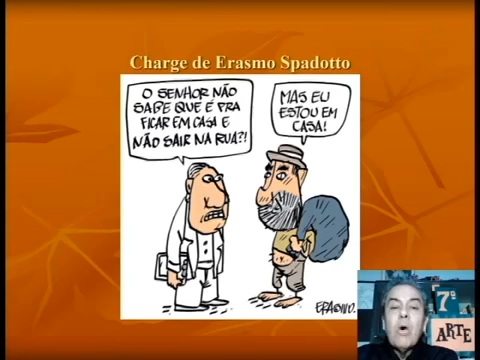 Charge de Erasmo Spadotto
O SENHOR NÃO
SABE QUE É PRA
FICAR EM CASA E
NÃO SAIR NA RUA?!
MAS EU
ESTOU EM
CASA!
ERASMO.
7º
ARTE